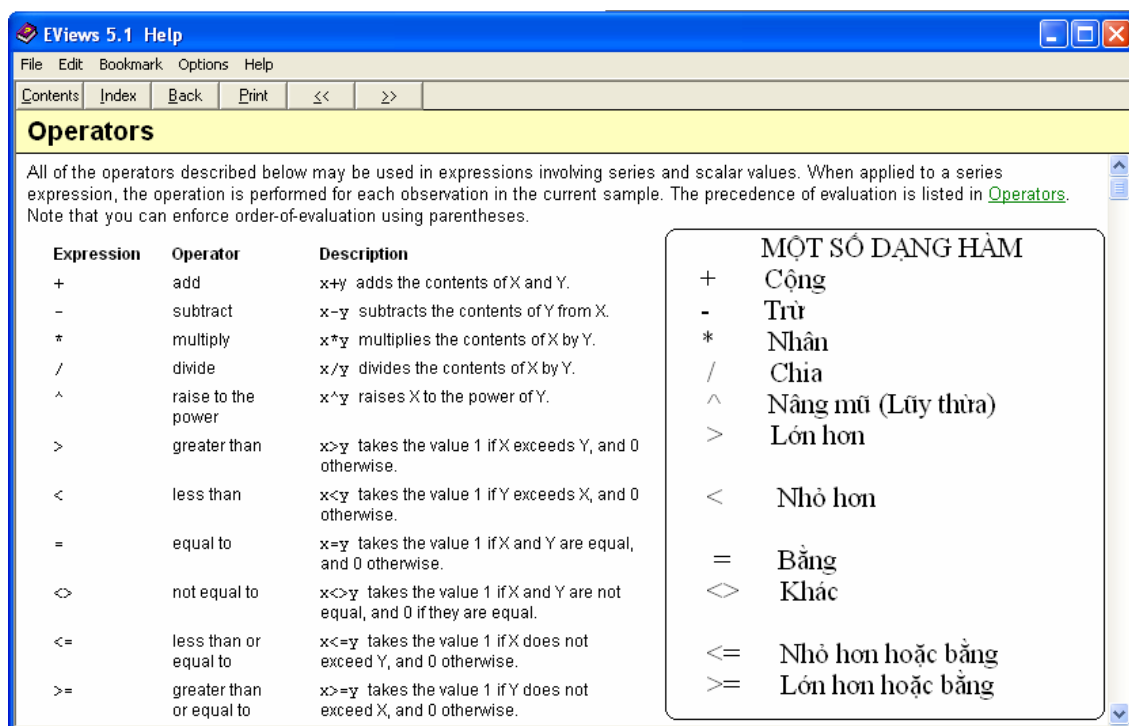 EViews 5.1 Help
File Edit Bookmark Options Help
Contents Index Back Print << >>
Operators
All of the operators described below may be used in expressions involving series and scalar values. When applied to a series
expression, the operation is performed for each observation in the current sample. The precedence of evaluation is listed in Operators.
Note that you can enforce order-of-evaluation using parentheses.
Expression Operator Description
+ add x+y adds the contents of X and Y.
- subtract x-y subtracts the contents of Y from X.
* multiply x*y multiplies the contents of X by Y.
/ divide x/y divides the contents of X by Y.
^ raise to the x^y raises X to the power of Y.
power
> greater than x>y takes the value 1 if X exceeds Y, and 0
otherwise.
< less than x<y takes the value 1 if Y exceeds X, and 0
otherwise.
= equal to x=y takes the value 1 if X and Y are equal,
and 0 otherwise.
<> not equal to x<>y takes the value 1 if X and Y are not
equal, and 0 if they are equal.
<= less than or x<=y takes the value 1 if X does not
equal to exceed Y, and 0 otherwise.
>= greater than x>=y takes the value 1 if Y does not
or equal to exceed X, and 0 otherwise.
MỘT SỐ DẠNG HÀM
+ Cộng
- Trừ
* Nhân
/ Chia
^ Nâng mũ (Lũy thừa)
> Lớn hơn
< Nhỏ hơn
= Bằng
<> Khác
<= Nhỏ hơn hoặc bằng
>= Lớn hơn hoặc bằng